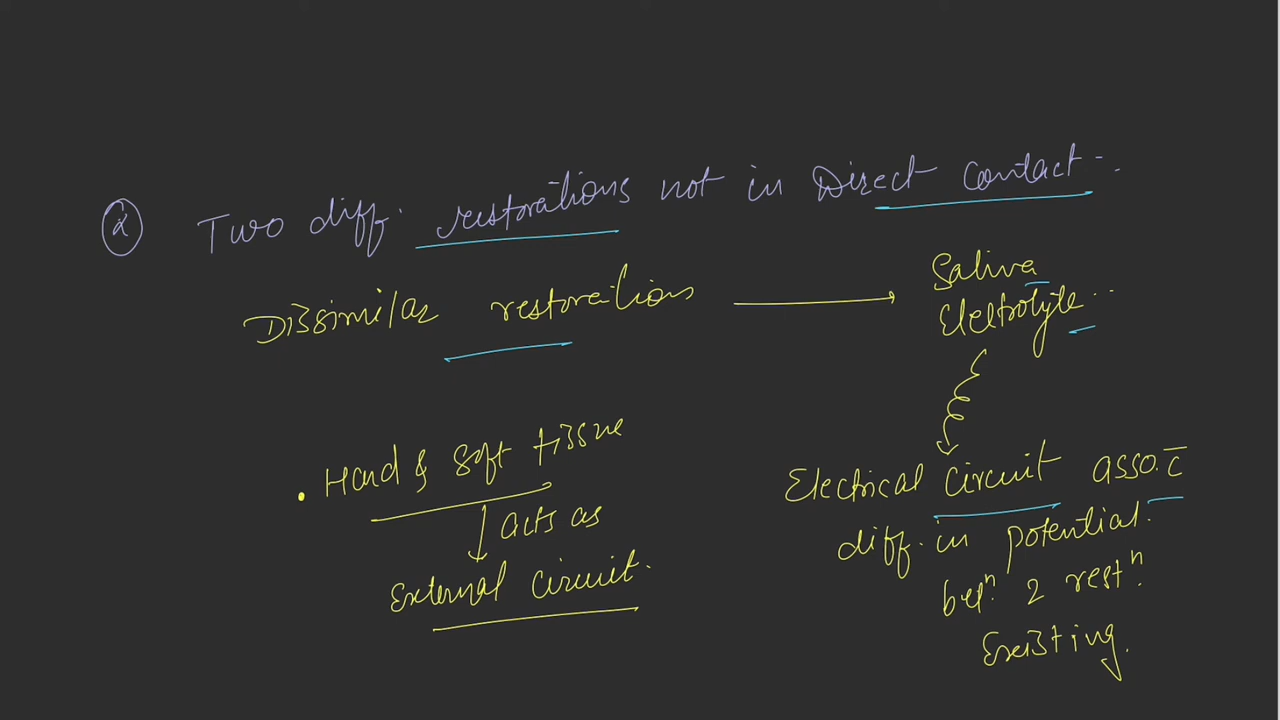 2 Two diff. restorations not in Direct contact..
Dissimilar restorations → Saliva
Electrolyte..
• Hard & Soft tissue
↓ acts as
External circuit.
Electrical circuit asso. c̄
diff. in potential.
betⁿ. 2 restⁿ.
Existing.